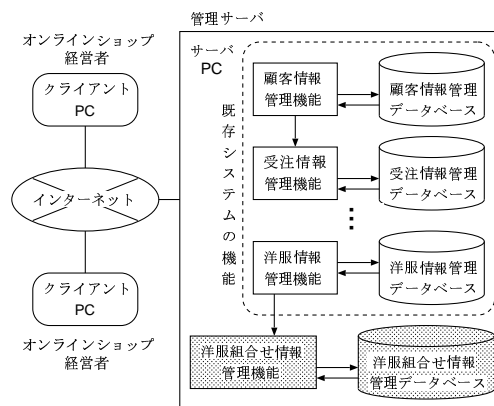 管理サーバ
オンラインショップ
経営者
クライアント
PC
インターネット
クライアント
PC
オンラインショップ
経営者
サーバ
PC
既存システムの機能
顧客情報
管理機能
顧客情報管理
データベース
受注情報
管理機能
受注情報管理
データベース
洋服情報
管理機能
洋服情報管理
データベース
洋服組合せ情報
管理機能
洋服組合せ情報
管理データベース